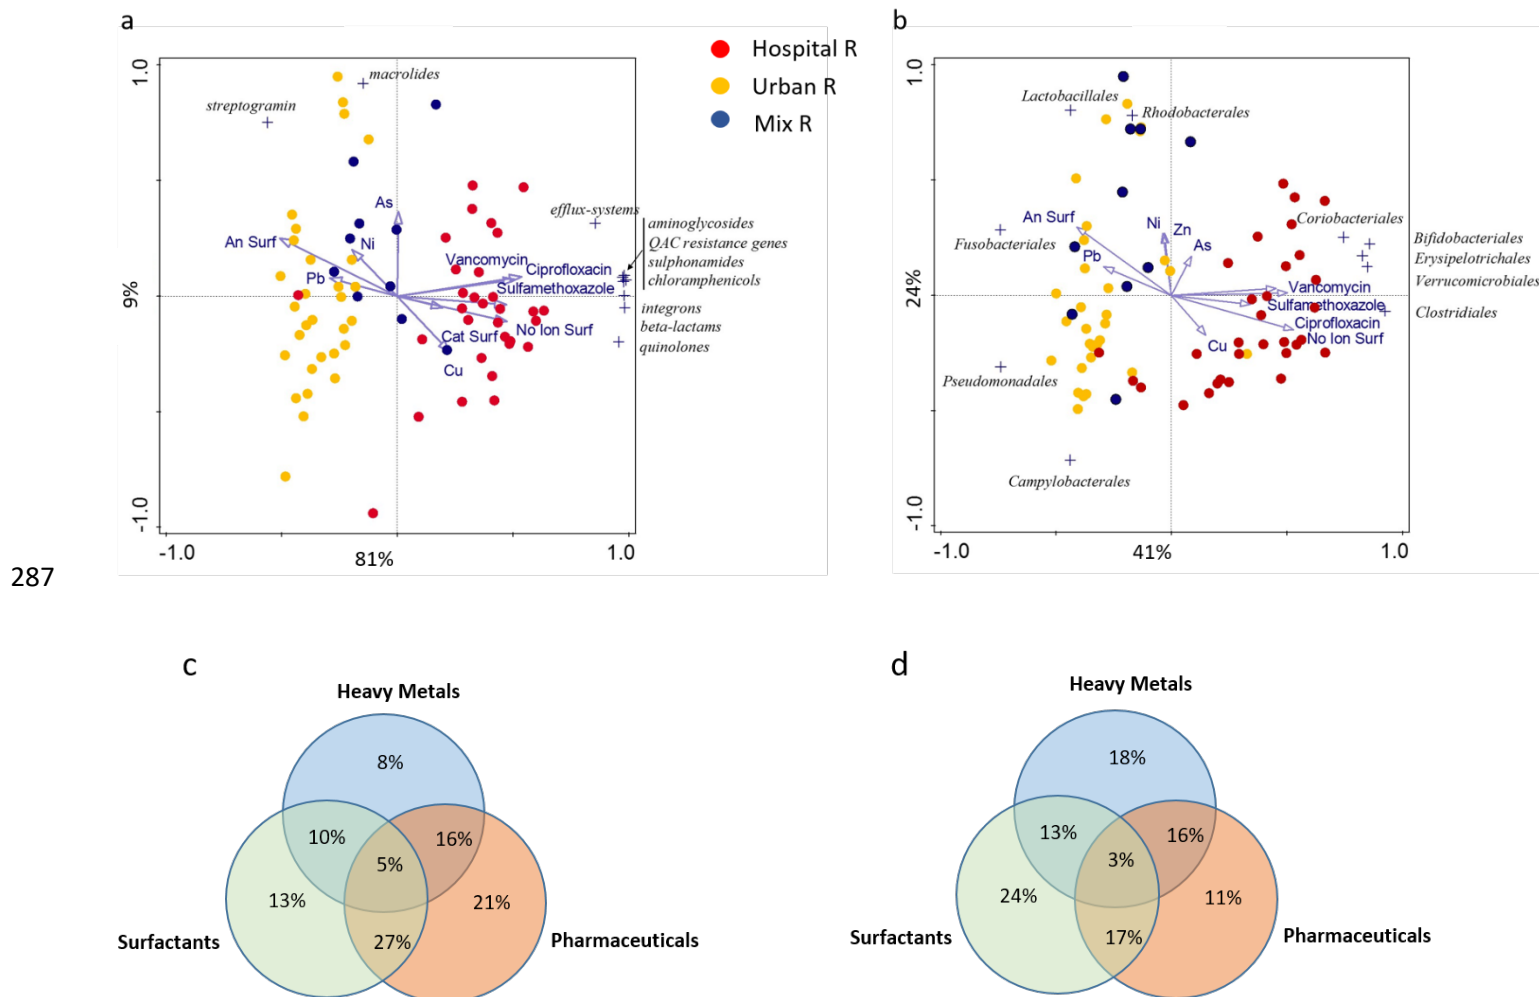 a
b
Hospital R
Urban R
Mix R
1.0
macrolides
streptogramin
As
efflux-systems
aminoglycosides
QAC resistance genes
sulphonamides
chloramphenicols
An Surf
Ni
Vancomycin
Ciprofloxacin
Pb
Sulfamethoxazole
9%
integrons
beta-lactams
quinolones
Cat Surf
No Ion Surf
Cu
-1.0
-1.0
81%
1.0
1.0
Lactobacillales
Rhodobacterales
An Surf
Ni
Zn
As
Coriobacteriales
Fusobacteriales
Pb
Bifidobacteriales
Erysipelotrichales
Verrucomicrobiales
Clostridiales
24%
Vancomycin
Sulfamethoxazole
Ciprofloxacin
No Ion Surf
Cu
Pseudomonadales
Campylobacterales
-1.0
-1.0
41%
1.0
287
c
Heavy Metals
8%
10%
16%
5%
13%
21%
27%
Surfactants
Pharmaceuticals
d
Heavy Metals
18%
13%
16%
3%
24%
11%
17%
Surfactants
Pharmaceuticals